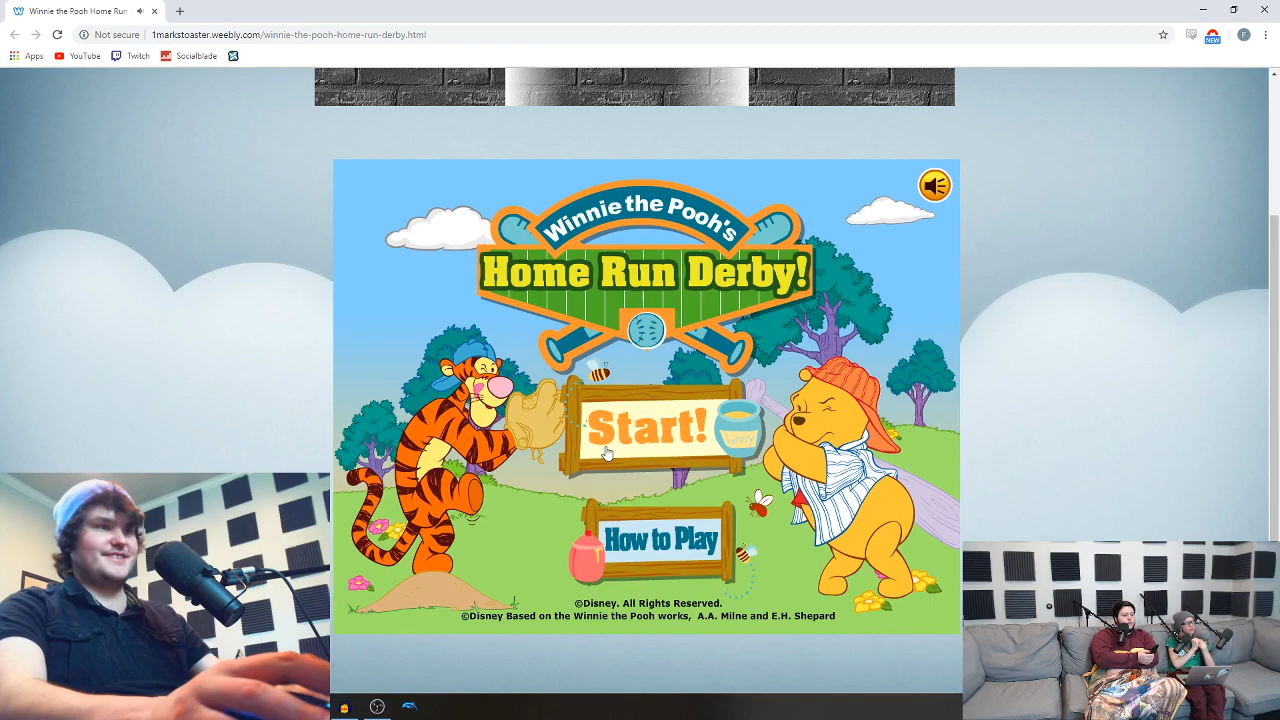 Winnie the Pooh Home Run
Not secure
1markstoaster.weebly.com/winnie-the-pooh-home-run-derby.html
NEW
F
Apps
YouTube
Twitch
Socialblade
Winnie the Pooh's
Home Run Derby!
Start!
HUNNY
How to Play
©Disney. All Rights Reserved.
©Disney Based on the Winnie the Pooh works, A.A. Milne and E.H. Shepard